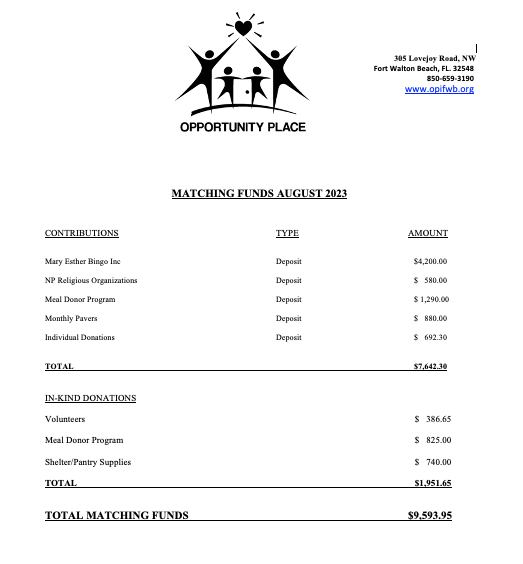 305 Lovejoy Road, NW
Fort Walton Beach, FL. 32548
850-659-3190
www.opifwb.org
OPPORTUNITY PLACE
MATCHING FUNDS AUGUST 2023
CONTRIBUTIONS TYPE AMOUNT
Mary Esther Bingo Inc Deposit $4,200.00
NP Religious Organizations Deposit $ 580.00
Meal Donor Program Deposit $ 1,290.00
Monthly Pavers Deposit $ 880.00
Individual Donations Deposit $ 692.30
TOTAL $7,642.30
IN-KIND DONATIONS
Volunteers $ 386.65
Meal Donor Program $ 825.00
Shelter/Pantry Supplies $ 740.00
TOTAL $1,951.65
TOTAL MATCHING FUNDS $9,593.95